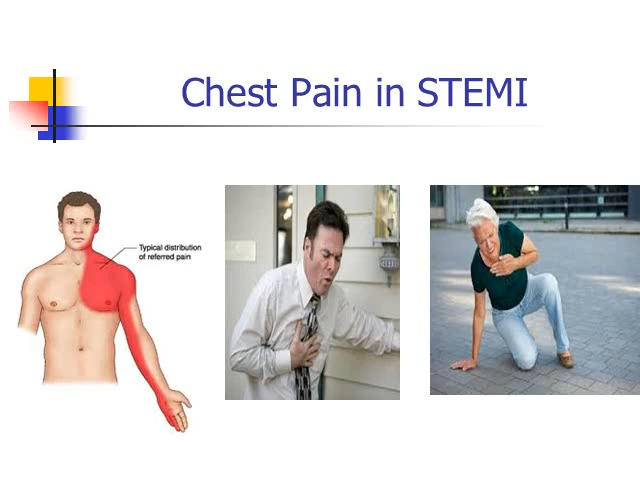 Chest Pain in STEMI
Typical distribution
of referred pain